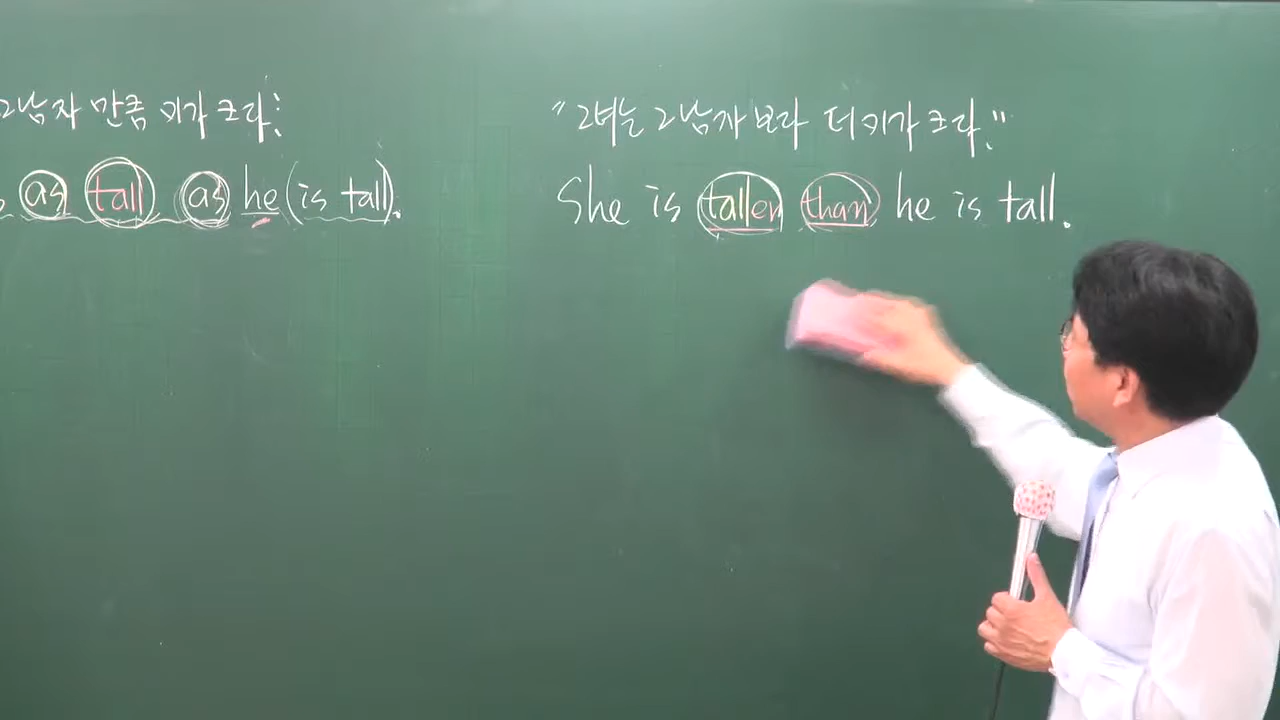 그남자 만큼 키가 크다."
as tall as he (is tall).
"그녀는 그남자 보다 더 키가 크다."
She is taller than he is tall.